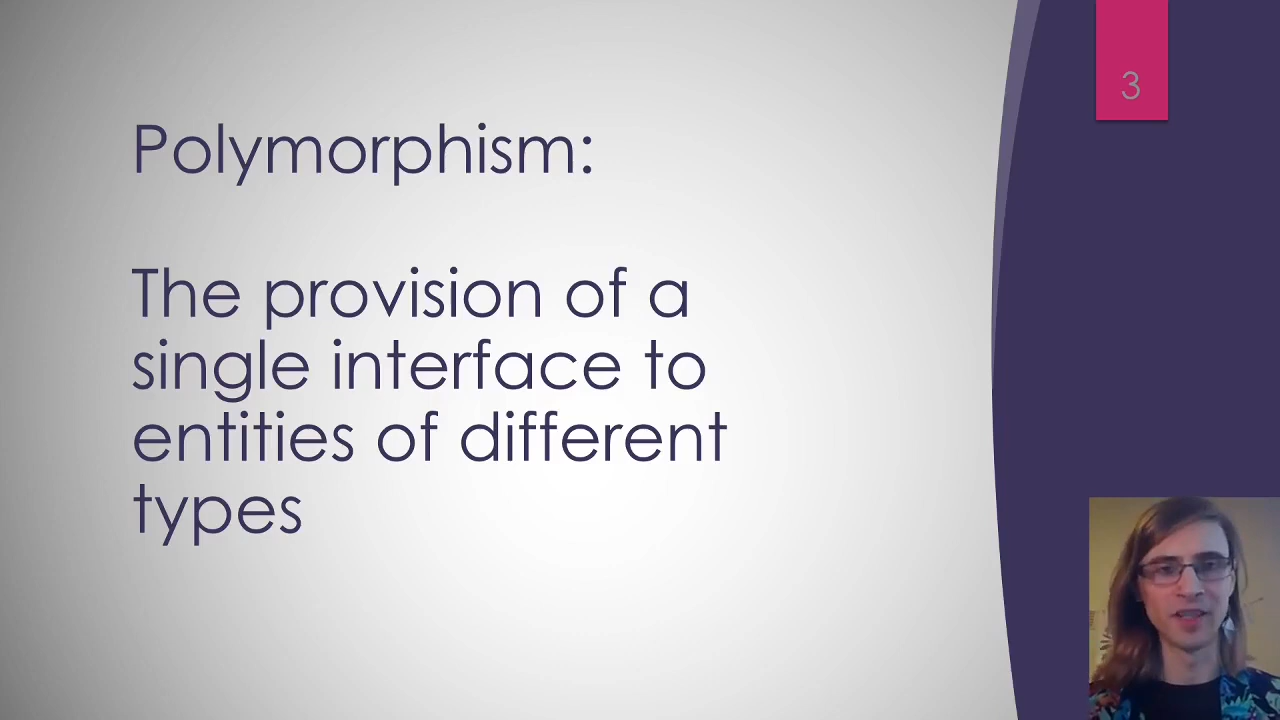 3
Polymorphism:
The provision of a
single interface to
entities of different
types